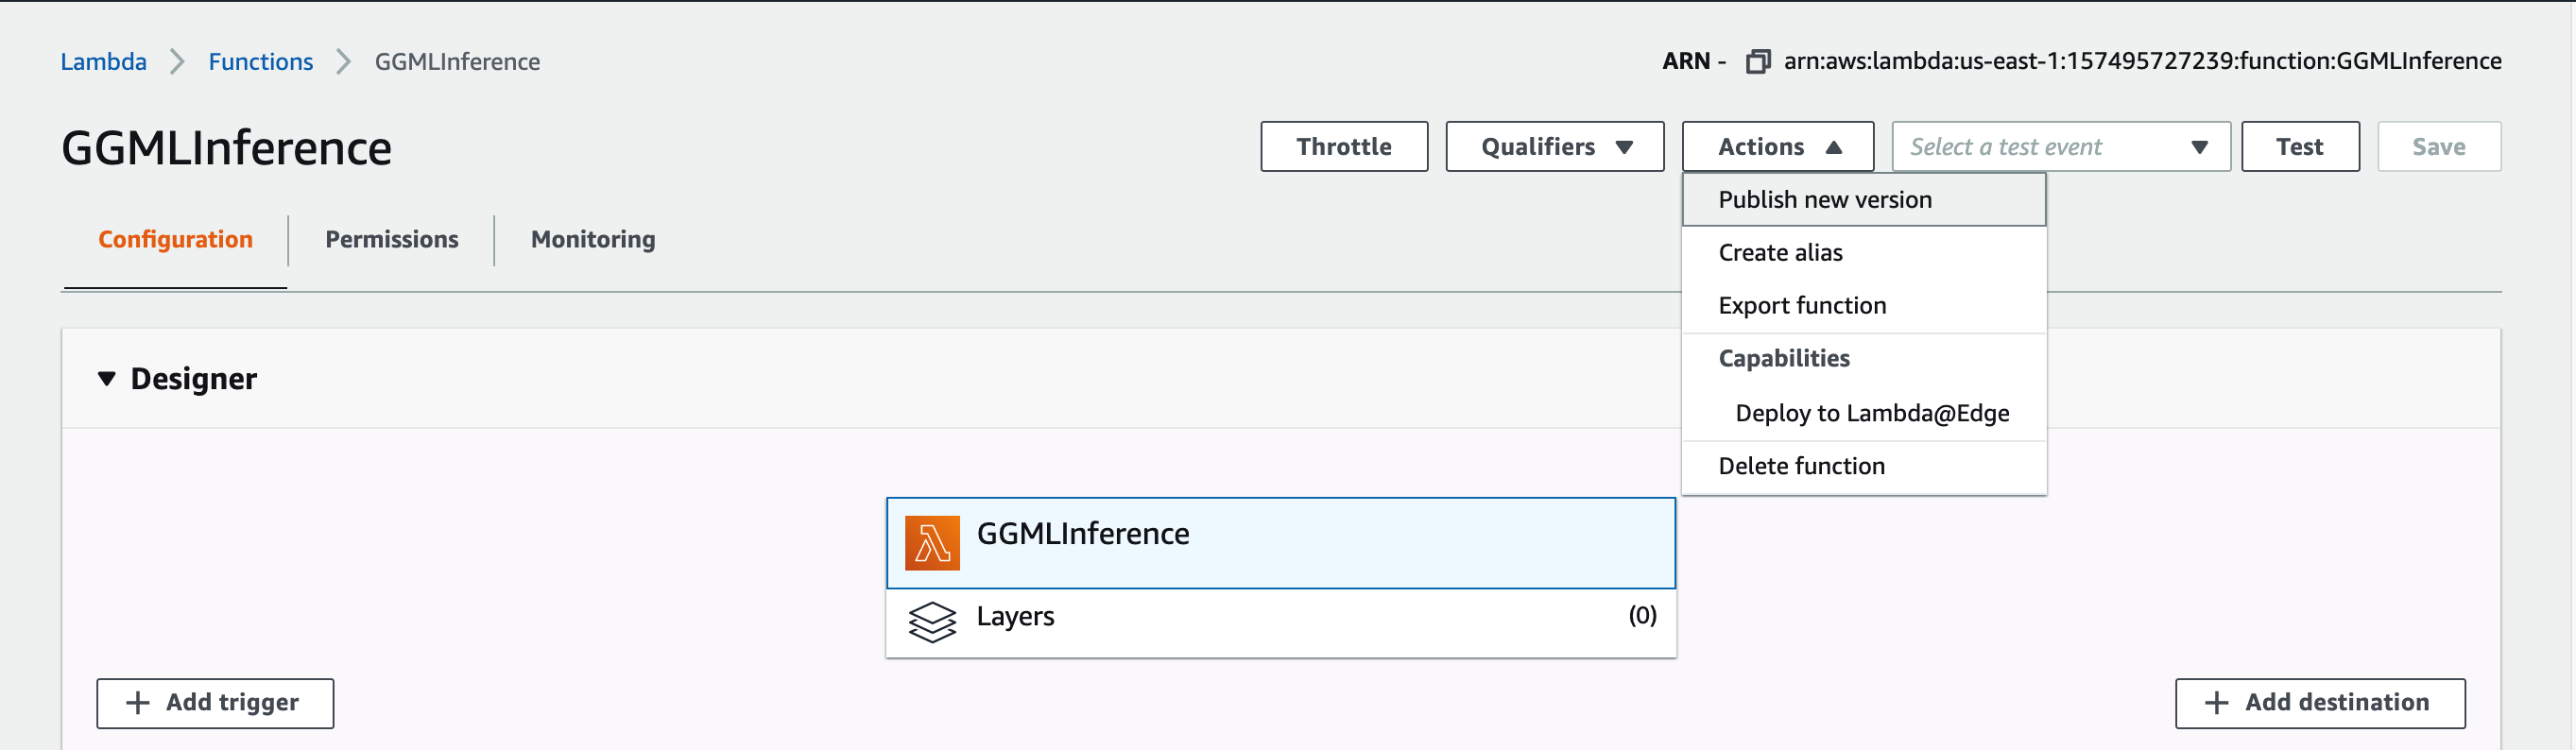 Lambda > Functions > GGMLInference
ARN - arn:aws:lambda:us-east-1:157495727239:function:GGMLInference
GGMLInference
Throttle
Qualifiers
Actions
Select a test event
Test
Save
Publish new version
Create alias
Export function
Capabilities
Deploy to Lambda@Edge
Delete function
Configuration
Permissions
Monitoring
Designer
GGMLInference
Layers (0)
+ Add trigger
+ Add destination